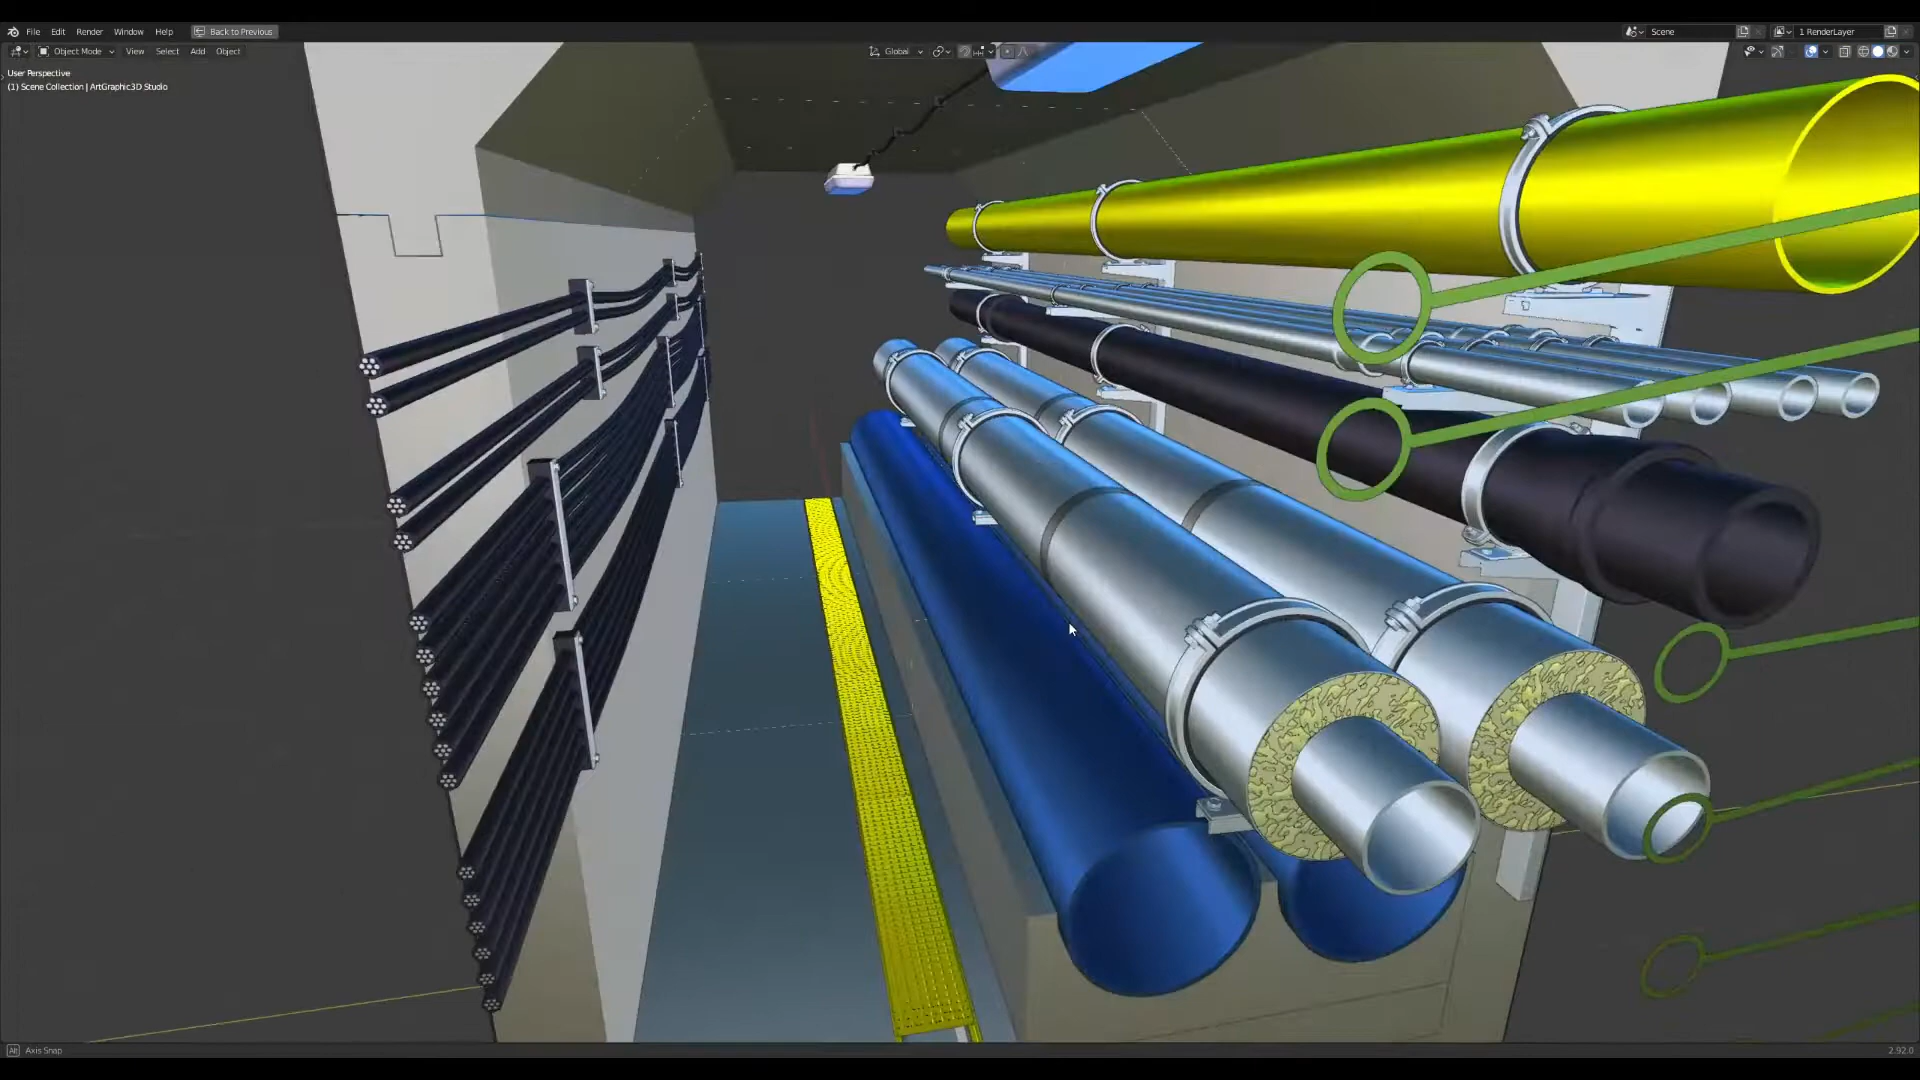 File Edit Render Window Help Back to Previous Scene 1 RenderLayer
Object Mode View Select Add Object Global
User Perspective
(1) Scene Collection | ArtGraphic3D Studio
Alt Axis Snap 2.92.0